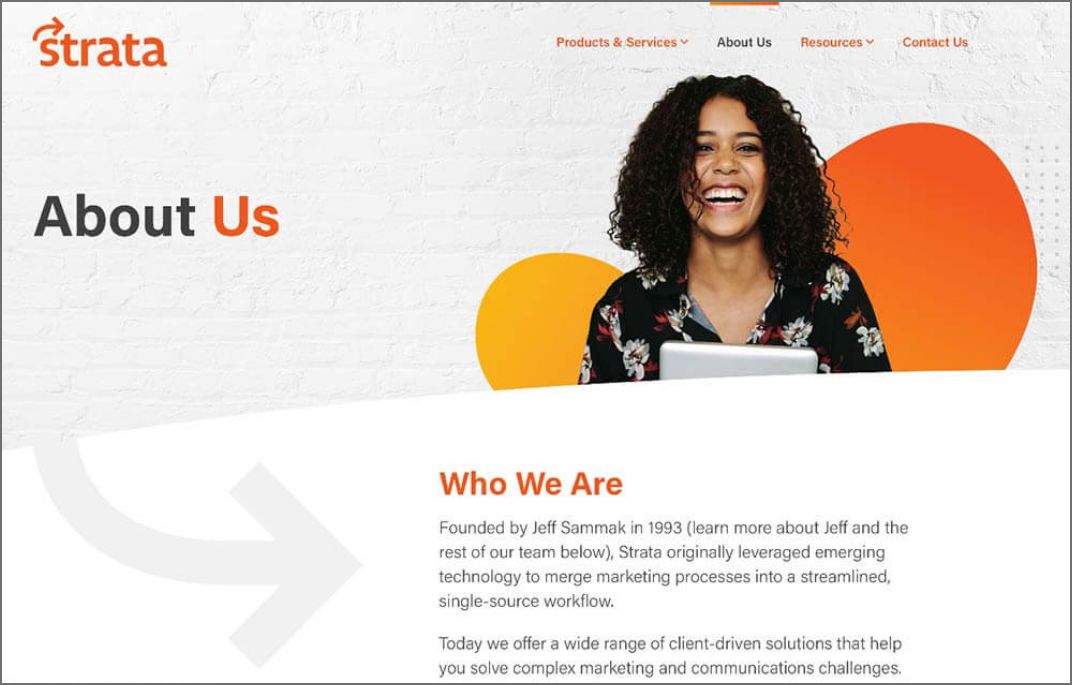 strata
Products & Services
About Us
Resources
Contact Us
About Us
Who We Are
Founded by Jeff Sammak in 1993 (learn more about Jeff and the
rest of our team below), Strata originally leveraged emerging
technology to merge marketing processes into a streamlined,
single-source workflow.
Today we offer a wide range of client-driven solutions that help
you solve complex marketing and communications challenges.